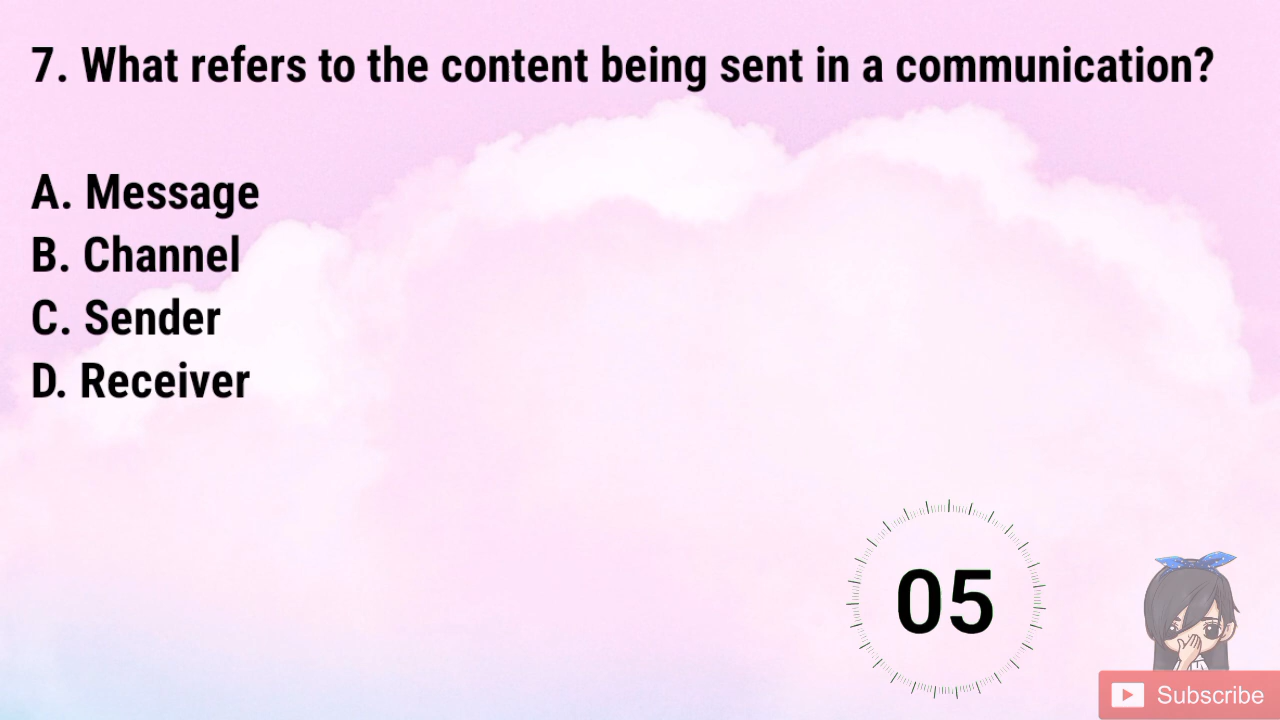 7. What refers to the content being sent in a communication?
A. Message
B. Channel
C. Sender
D. Receiver
05
Subscribe